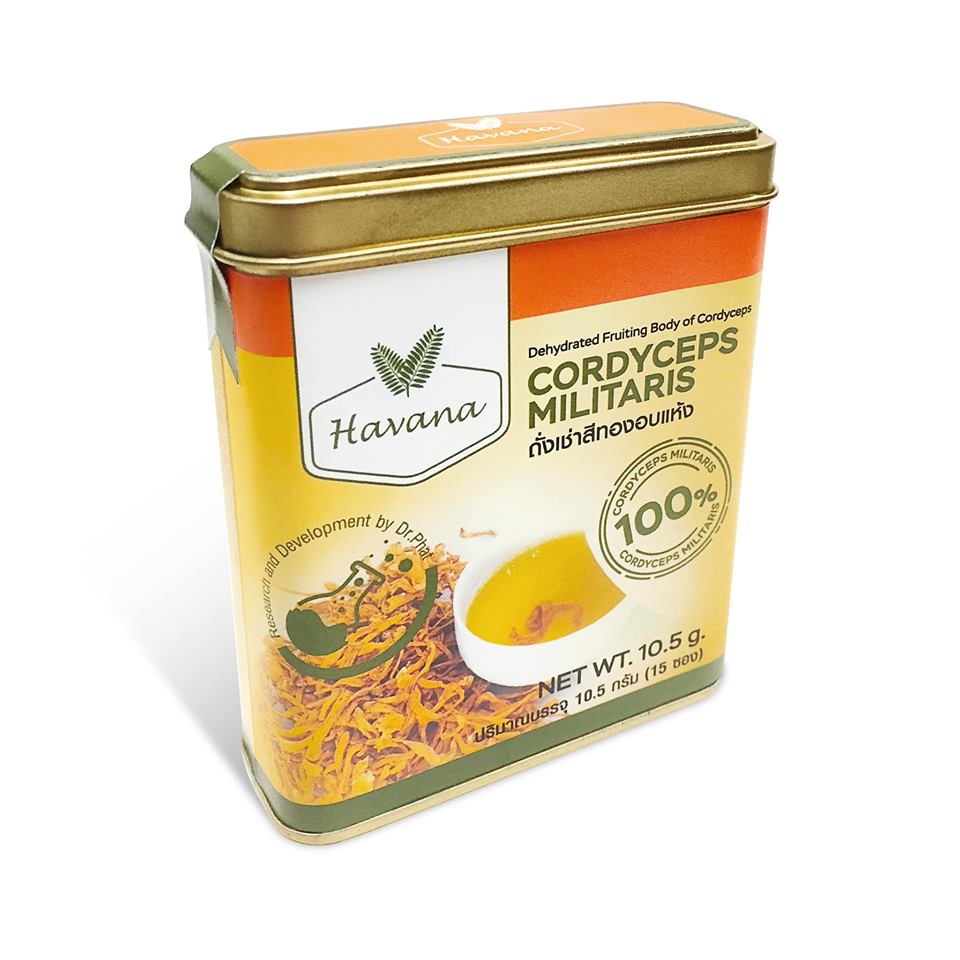 Havana
Havana
Dehydrated Fruiting Body of Cordyceps
CORDYCEPS
MILITARIS
ถั่งเช่าสีทองอบแห้ง
CORDYCEPS MILITARIS
100%
CORDYCEPS MILITARIS
Research and Development by Dr.Phat
NET WT. 10.5 g.
ปริมาณบรรจุ 10.5 กรัม (15 ซอง)